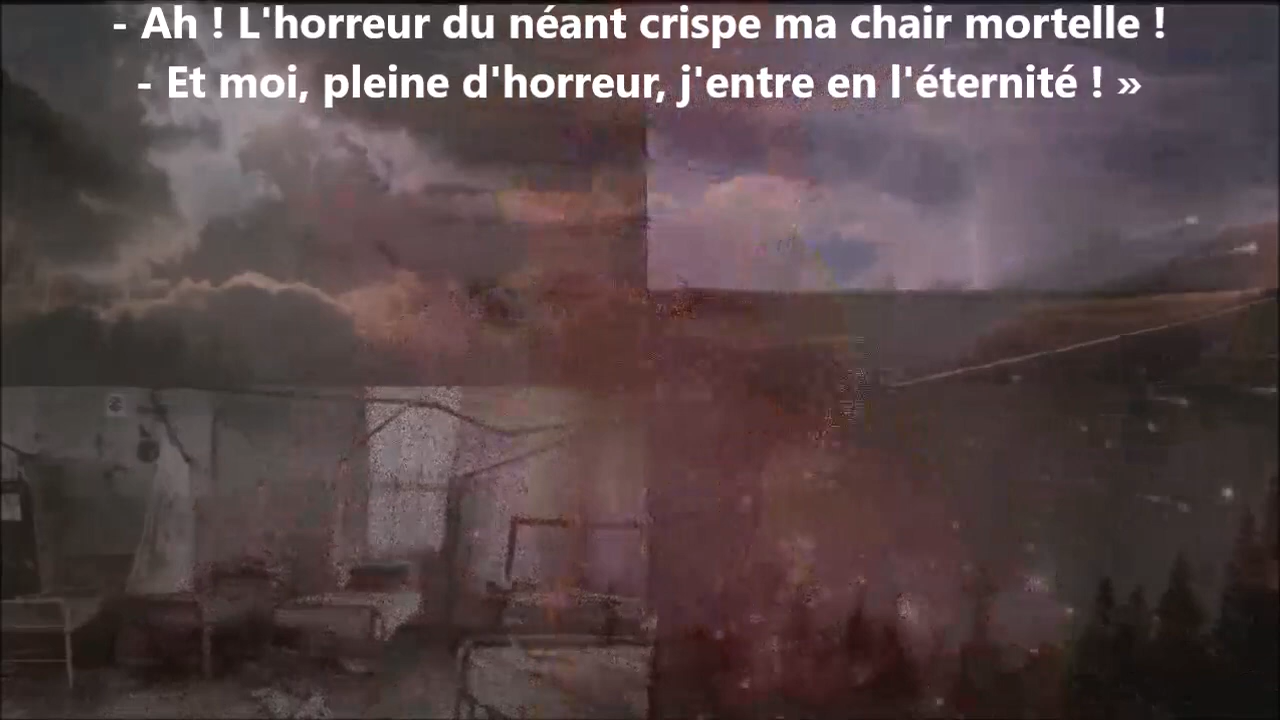 - Ah ! L'horreur du néant crispe ma chair mortelle !
- Et moi, pleine d'horreur, j'entre en l'éternité ! »